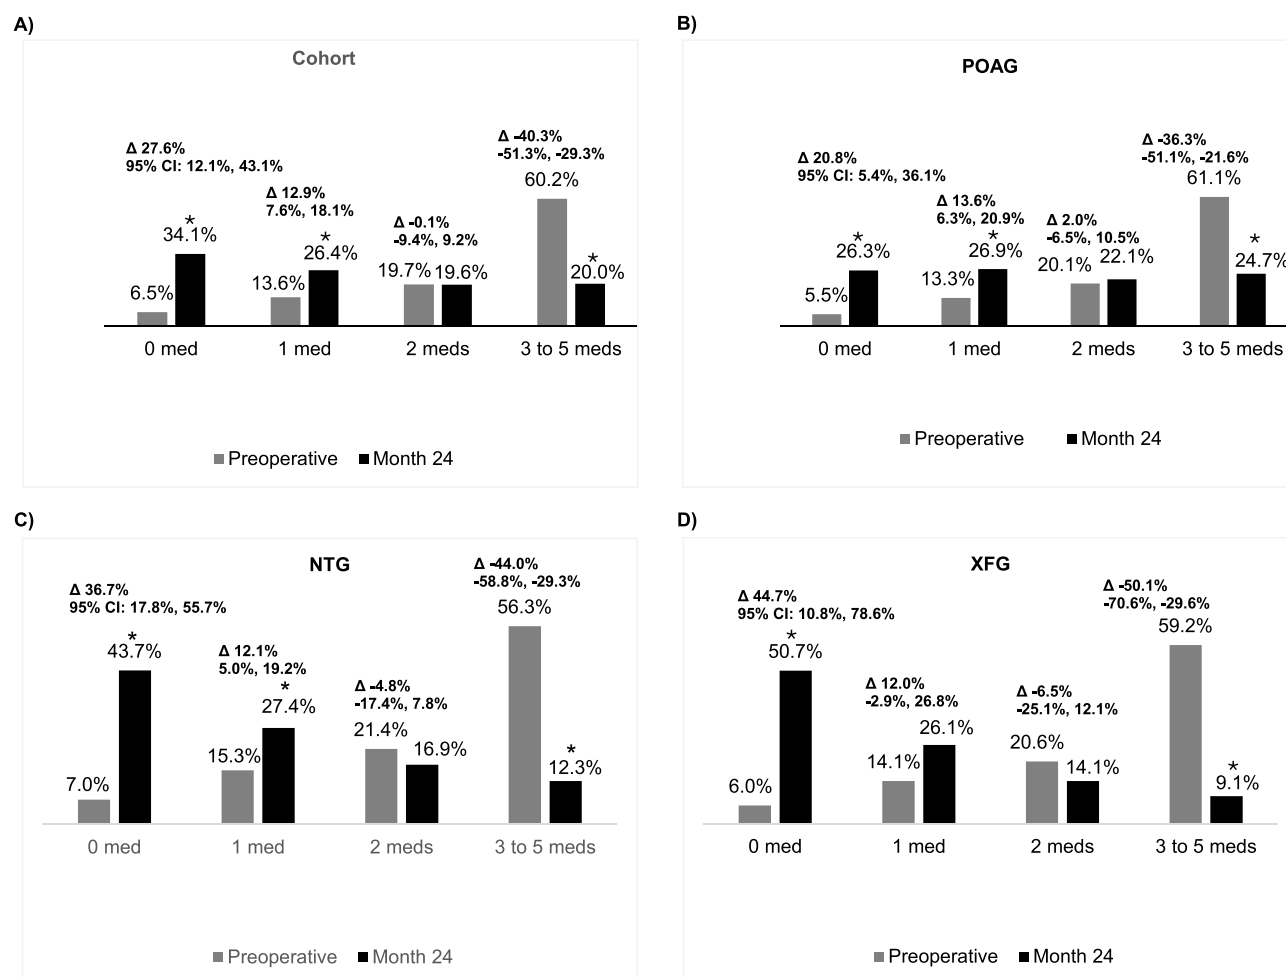 A)
Cohort
Δ 27.6%
95% CI: 12.1%, 43.1%
Δ 12.9%
7.6%, 18.1%
Δ -0.1%
-9.4%, 9.2%
Δ -40.3%
-51.3%, -29.3%
6.5%
*
34.1%
13.6%
*
26.4%
19.7%
19.6%
60.2%
*
20.0%
0 med
1 med
2 meds
3 to 5 meds
Preoperative
Month 24
B)
POAG
Δ 20.8%
95% CI: 5.4%, 36.1%
Δ 13.6%
6.3%, 20.9%
Δ 2.0%
-6.5%, 10.5%
Δ -36.3%
-51.1%, -21.6%
5.5%
*
26.3%
13.3%
*
26.9%
20.1%
22.1%
61.1%
*
24.7%
0 med
1 med
2 meds
3 to 5 meds
Preoperative
Month 24
C)
NTG
Δ 36.7%
95% CI: 17.8%, 55.7%
Δ 12.1%
5.0%, 19.2%
Δ -4.8%
-17.4%, 7.8%
Δ -44.0%
-58.8%, -29.3%
7.0%
*
43.7%
15.3%
*
27.4%
21.4%
16.9%
56.3%
*
12.3%
0 med
1 med
2 meds
3 to 5 meds
Preoperative
Month 24
D)
XFG
Δ 44.7%
95% CI: 10.8%, 78.6%
Δ 12.0%
-2.9%, 26.8%
Δ -6.5%
-25.1%, 12.1%
Δ -50.1%
-70.6%, -29.6%
6.0%
*
50.7%
14.1%
26.1%
20.6%
14.1%
59.2%
*
9.1%
0 med
1 med
2 meds
3 to 5 meds
Preoperative
Month 24